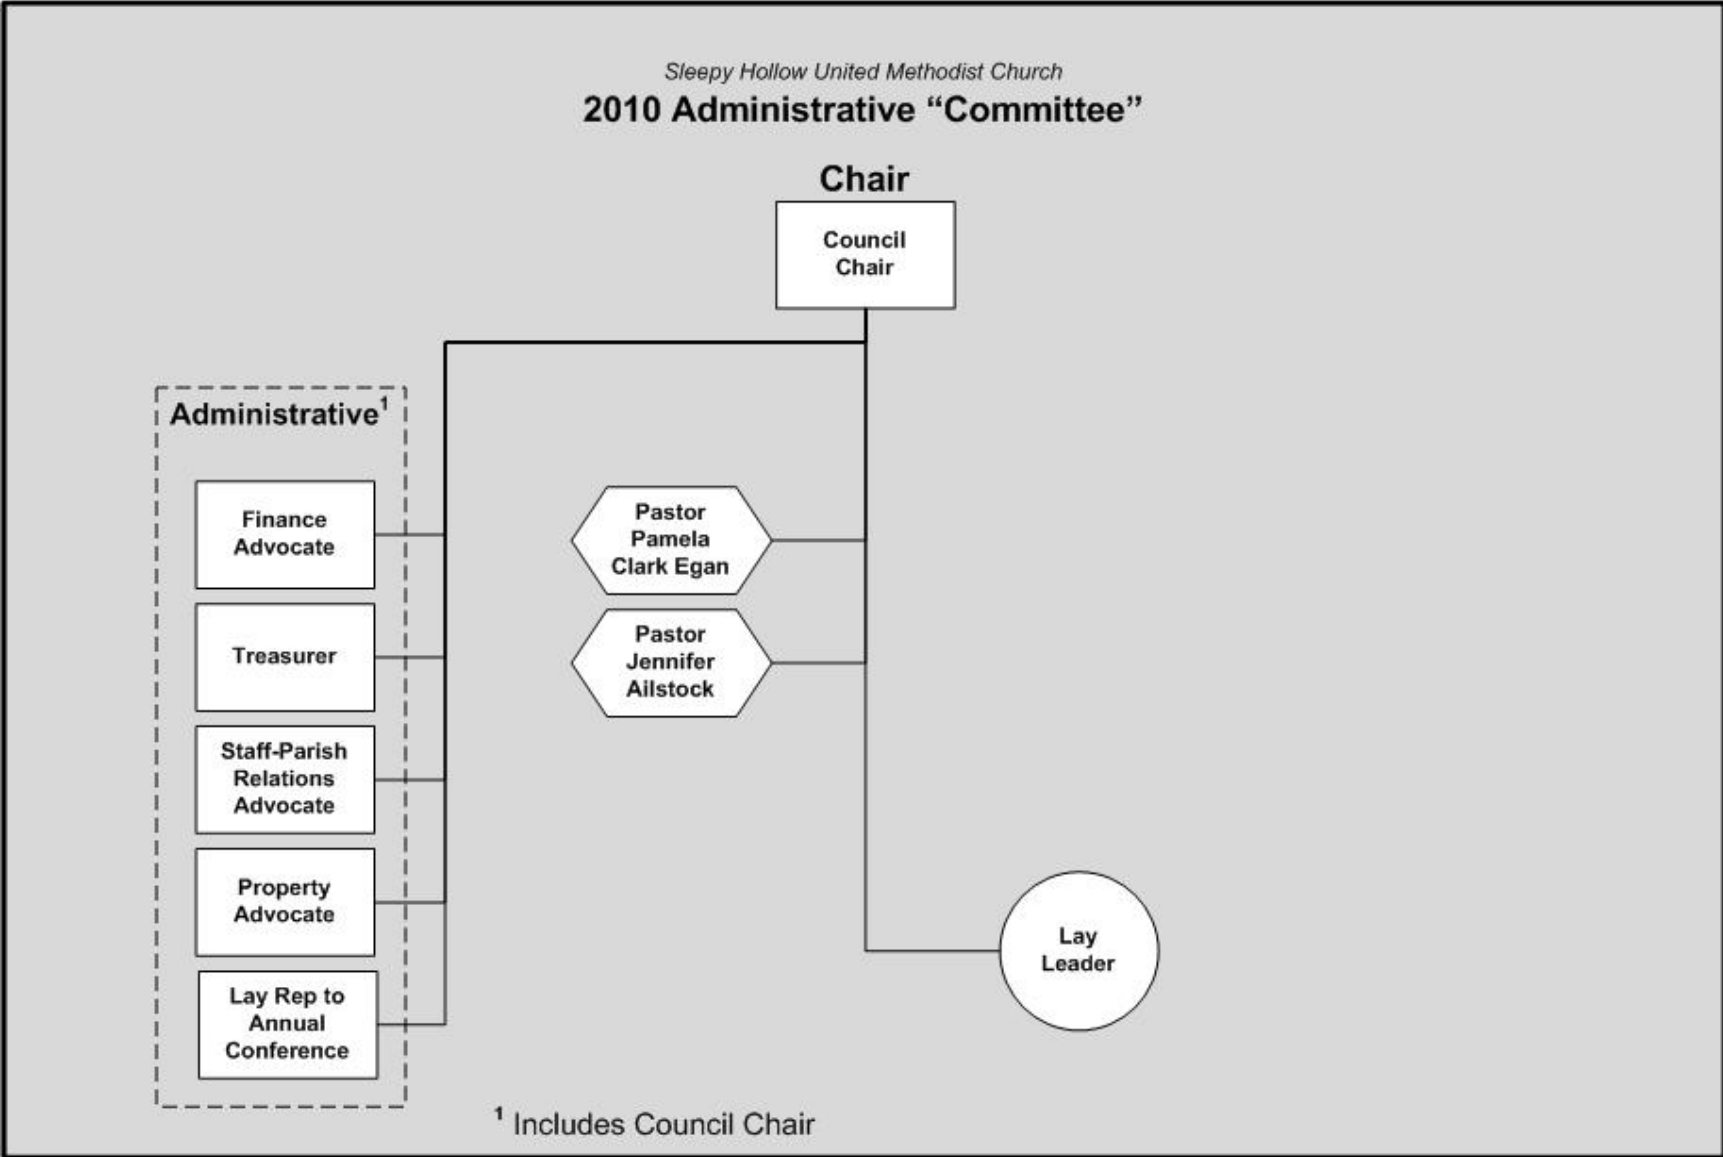 Sleepy Hollow United Methodist Church
2010 Administrative “Committee”
Chair
Council
Chair
Administrative1
Finance
Advocate
Treasurer
Staff-Parish
Relations
Advocate
Property
Advocate
Lay Rep to
Annual
Conference
Pastor
Pamela
Clark Egan
Pastor
Jennifer
Ailstock
Lay
Leader
1 Includes Council Chair